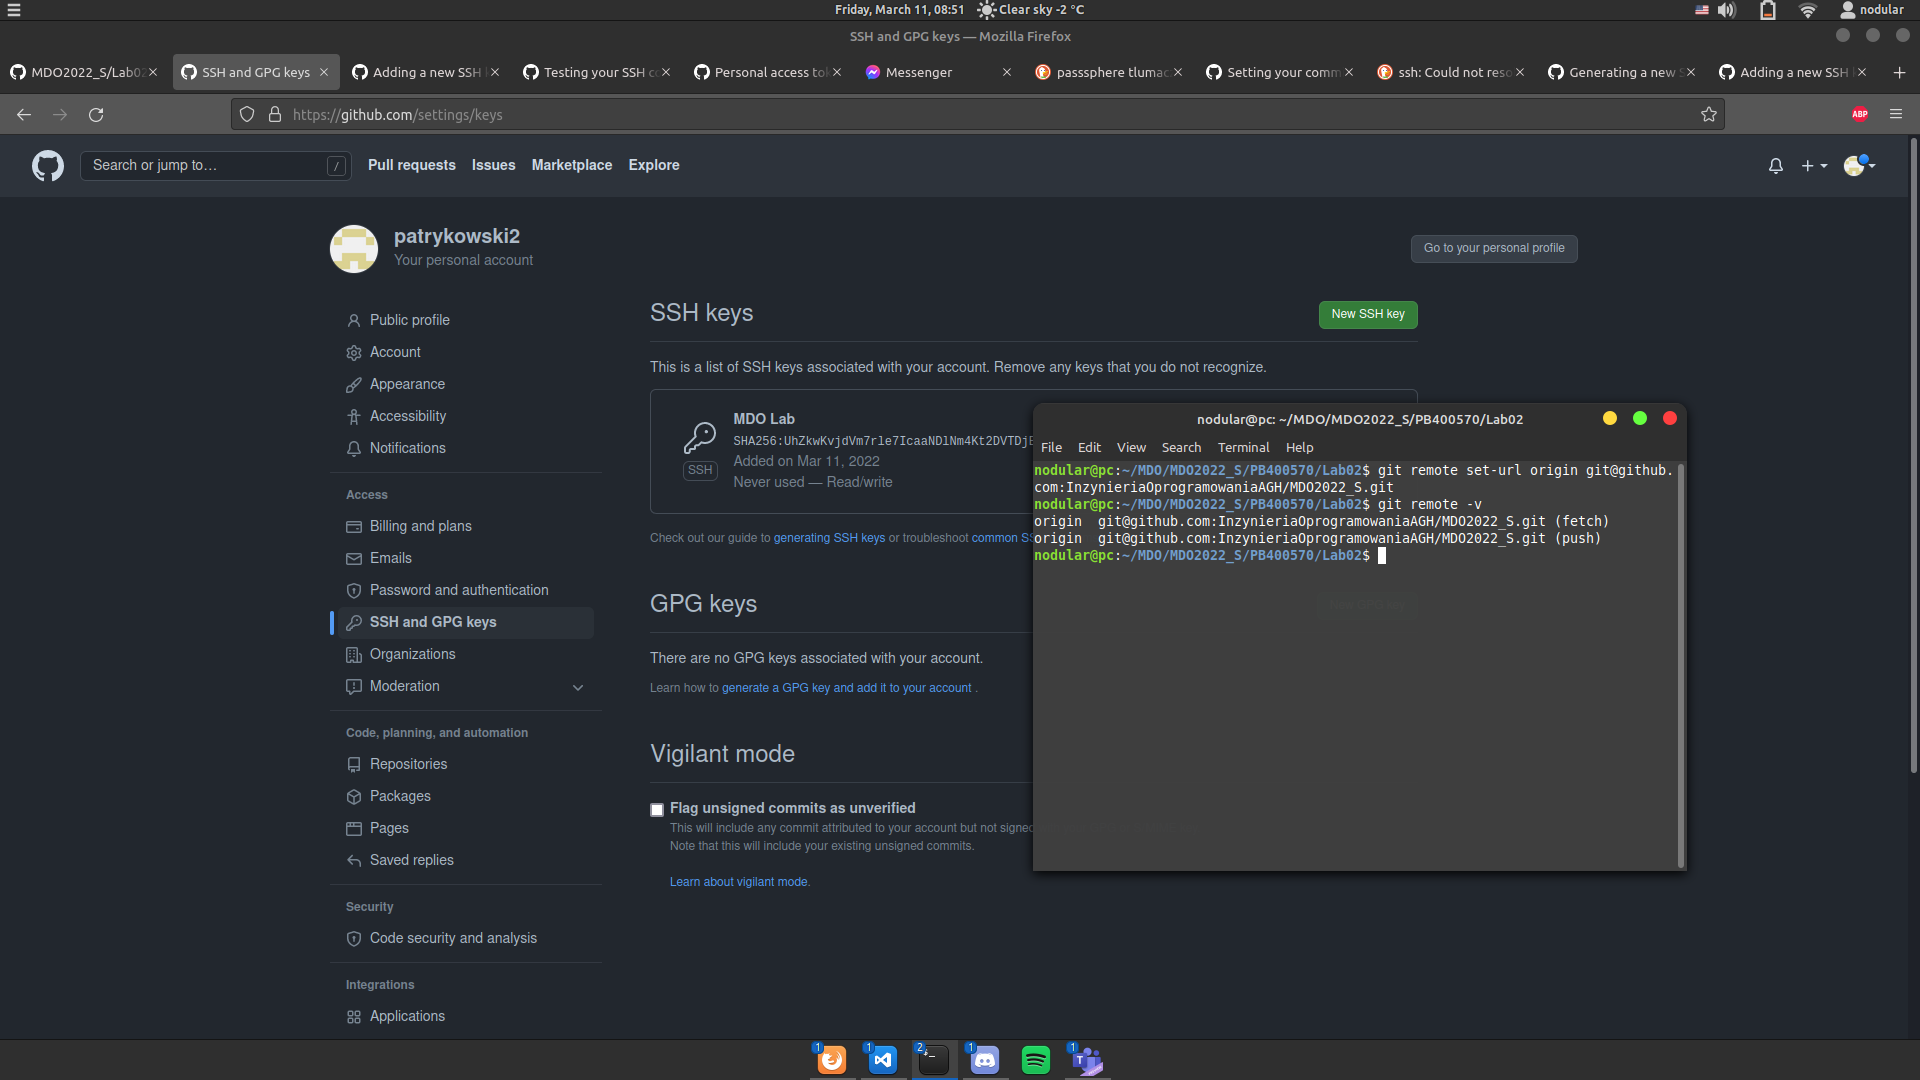 Friday, March 11, 08:51 Clear sky -2 °C
nodular
SSH and GPG keys — Mozilla Firefox
MDO2022_S/Lab02
SSH and GPG keys
Adding a new SSH
Testing your SSH co
Personal access tok
Messenger
passsphere tlumac
Setting your comm
ssh: Could not reso
Generating a new S
Adding a new SSH
https://github.com/settings/keys
ABP
Search or jump to…
/
Pull requests
Issues
Marketplace
Explore
patrykowski2
Your personal account
Go to your personal profile
Public profile
Account
Appearance
Accessibility
Notifications
Access
Billing and plans
Emails
Password and authentication
SSH and GPG keys
Organizations
Moderation
Code, planning, and automation
Repositories
Packages
Pages
Saved replies
Security
Code security and analysis
Integrations
Applications
SSH keys
New SSH key
This is a list of SSH keys associated with your account. Remove any keys that you do not recognize.
SSH
MDO Lab
Added on Mar 11, 2022
Never used — Read/write
Check out our guide to generating SSH keys or troubleshoot common SS
GPG keys
There are no GPG keys associated with your account.
Learn how to generate a GPG key and add it to your account .
Vigilant mode
Flag unsigned commits as unverified
This will include any commit attributed to your account but not signed
Note that this will include your existing unsigned commits.
Learn about vigilant mode.
nodular@pc: ~/MDO/MDO2022_S/PB400570/Lab02
File Edit View Search Terminal Help
nodular@pc:~/MDO/MDO2022_S/PB400570/Lab02$ git remote set-url origin git@github.
com:InzynieriaOprogramowaniaAGH/MDO2022_S.git
nodular@pc:~/MDO/MDO2022_S/PB400570/Lab02$ git remote -v
origin git@github.com:InzynieriaOprogramowaniaAGH/MDO2022_S.git (fetch)
origin git@github.com:InzynieriaOprogramowaniaAGH/MDO2022_S.git (push)
nodular@pc:~/MDO/MDO2022_S/PB400570/Lab02$
1
1
2
1
1